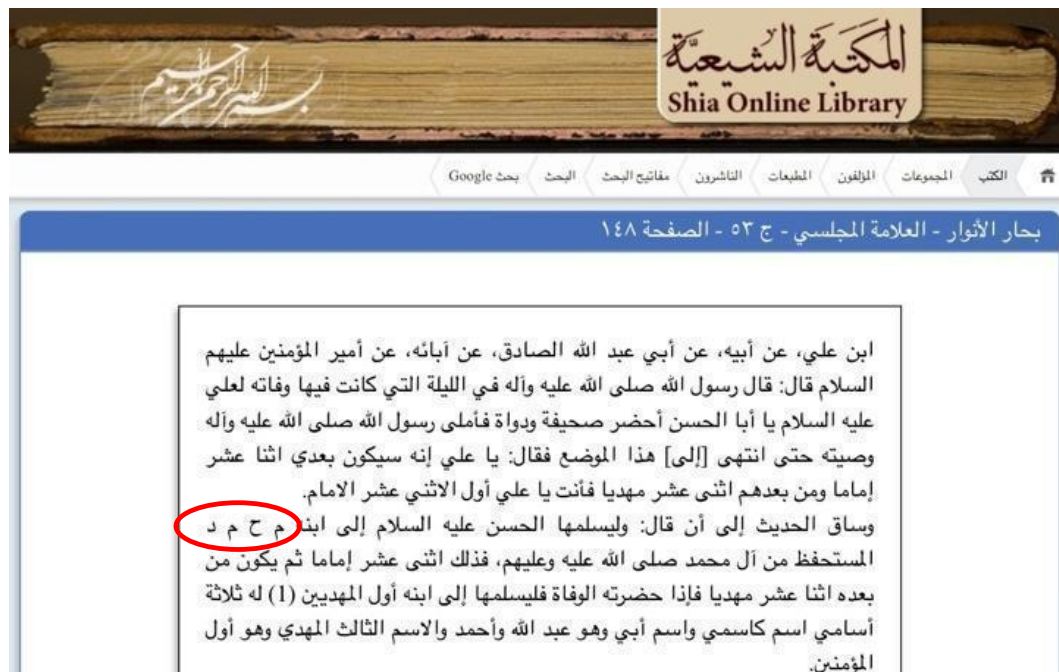 المكتبة الشيعية
Shia Online Library
بسم الله الرحمن الرحيم
الكتب المجموعات المؤلفون الطبعات الناشرون مفاتيح البحث البحث بحث Google
بحار الأنوار - العلامة المجلسي - ج ٥٣ - الصفحة ١٤٨
ابن علي، عن أبيه، عن أبي عبد الله الصادق، عن آبائه، عن أمير المؤمنين عليهم
السلام قال: قال رسول الله صلى الله عليه وآله في الليلة التي كانت فيها وفاته لعلي
عليه السلام يا أبا الحسن أحضر صحيفة ودواة فأملى رسول الله صلى الله عليه وآله
وصيته حتى انتهى [إلى] هذا الموضع فقال: يا علي إنه سيكون بعدي اثنا عشر
إماما ومن بعدهم اثنى عشر مهديا فأنت يا علي أول الاثني عشر الامام.
وساق الحديث إلى أن قال: وليسلمها الحسن عليه السلام إلى ابنه م ح م د
المستحفظ من آل محمد صلى الله عليه وعليهم، فذلك اثنى عشر إماما ثم يكون من
بعده اثنا عشر مهديا فإذا حضرته الوفاة فليسلمها إلى ابنه أول المهديين (1) له ثلاثة
أسامي اسم كاسمي واسم أبي وهو عبد الله وأحمد والاسم الثالث المهدي وهو أول
المؤمنين.